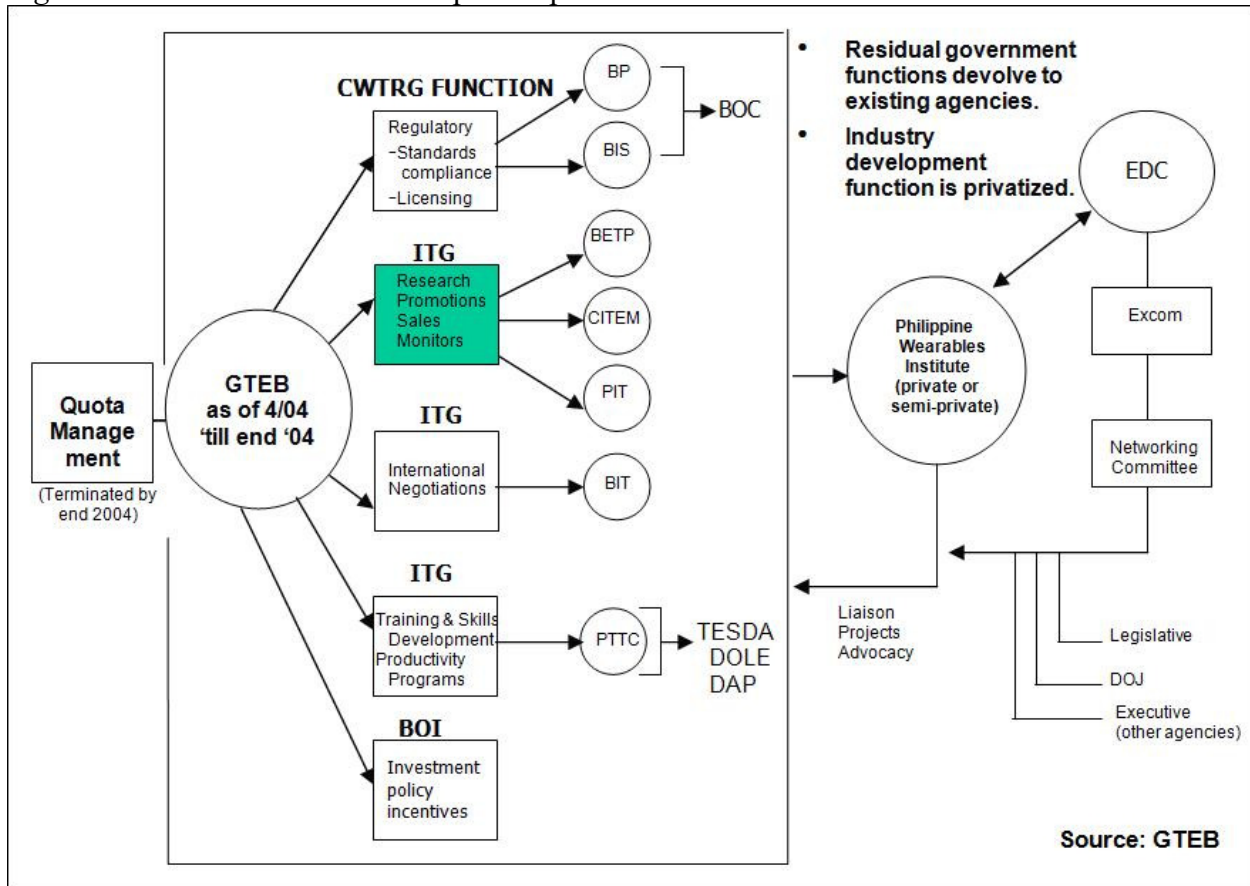 CWTRG FUNCTION
Regulatory
-Standards
compliance
-Licensing
BP
BIS
BOC
ITG
Research
Promotions
Sales
Monitors
BETP
CITEM
PIT
Quota
Manage
ment
(Terminated by
end 2004)
GTEB
as of 4/04
'till end '04
ITG
International
Negotiations
BIT
ITG
Training & Skills
Development
Productivity
Programs
PTTC
TESDA
DOLE
DAP
BOI
Investment
policy
incentives
• Residual government
functions devolve to
existing agencies.
• Industry
development
function is privatized.
EDC
Philippine
Wearables
Institute
(private or
semi-private)
Excom
Networking
Committee
Liaison
Projects
Advocacy
Legislative
DOJ
Executive
(other agencies)
Source: GTEB